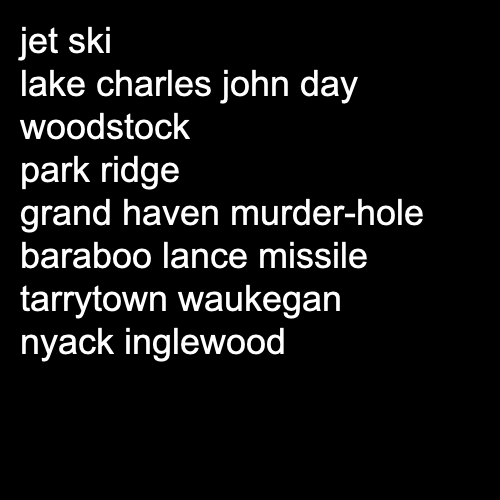 jet ski
lake charles john day
woodstock
park ridge
grand haven murder-hole
baraboo lance missile
tarrytown waukegan
nyack inglewood